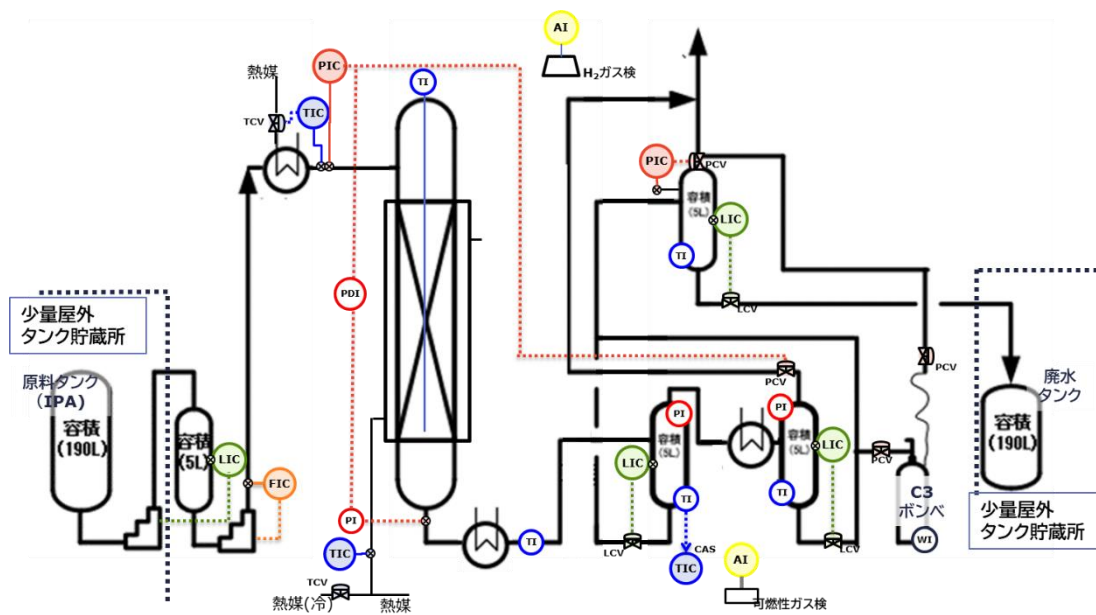 AI
H₂ガス検
熱媒
PIC
TI
TIC
TCV
PIC
PCV
容積
(5L)
LIC
TI
LCV
PDI
少量屋外
タンク貯蔵所
原料タンク
(IPA)
容積
(190L)
容積
(5L)
LIC
FIC
PCV
PCV
廃水
タンク
容積
(190L)
PI
容積
(5L)
LIC
TI
PI
容積
(5L)
LIC
TI
PCV
C3
ボンベ
WI
少量屋外
タンク貯蔵所
PI
TI
TIC
LCV
CAS
TIC
LCV
AI
可燃性ガス検
TCV
熱媒(冷)
熱媒